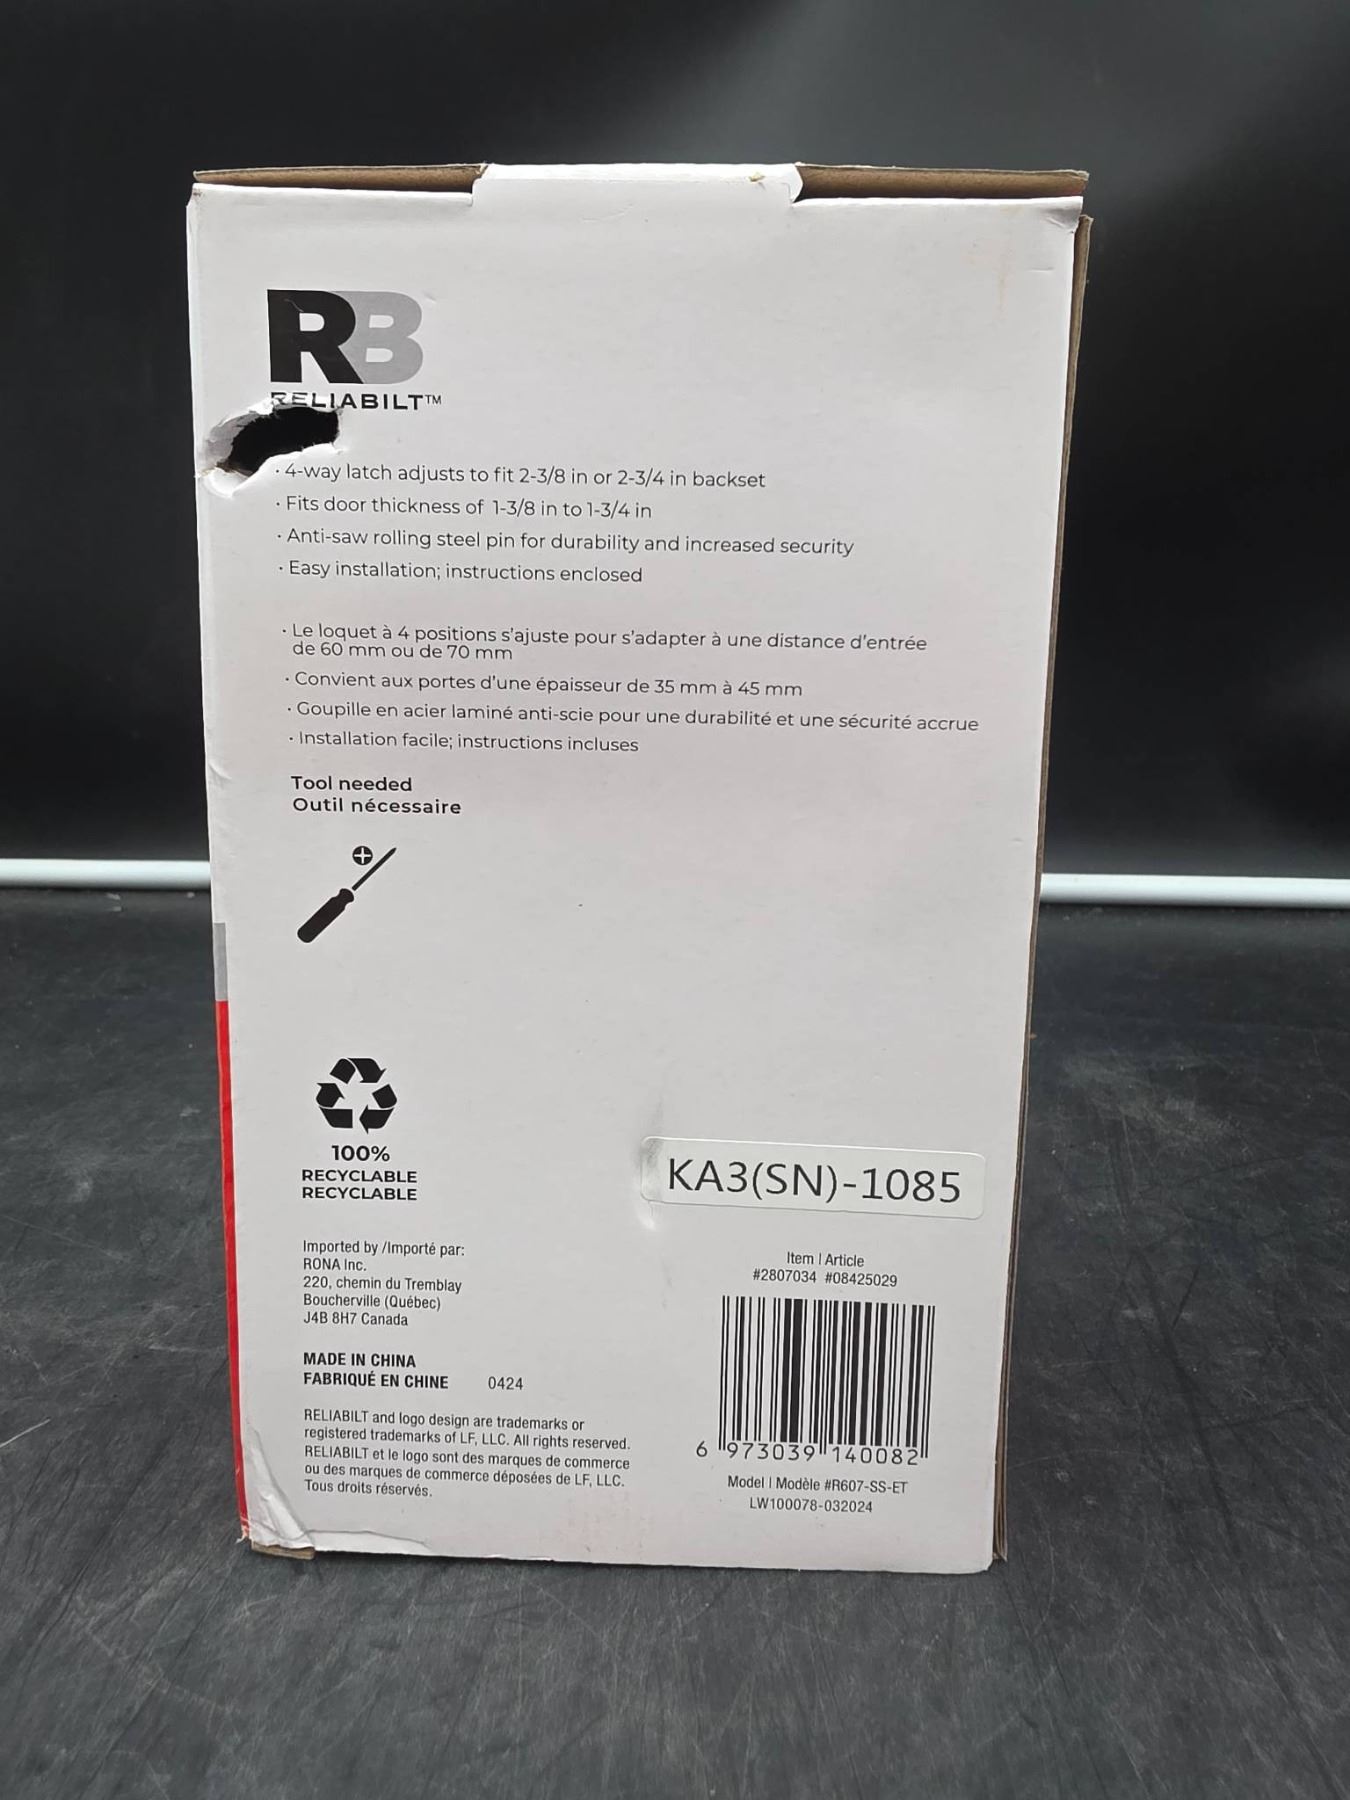 RB
RELIABILT™
· 4-way latch adjusts to fit 2-3/8 in or 2-3/4 in backset
· Fits door thickness of 1-3/8 in to 1-3/4 in
· Anti-saw rolling steel pin for durability and increased security
· Easy installation; instructions enclosed
· Le loquet à 4 positions s'ajuste pour s'adapter à une distance d'entrée
de 60 mm ou de 70 mm
· Convient aux portes d'une épaisseur de 35 mm à 45 mm
· Goupille en acier laminé anti-scie pour une durabilité et une sécurité accrue
· Installation facile; instructions incluses
Tool needed
Outil nécessaire
100%
RECYCLABLE
RECYCLABLE
KA3(SN)-1085
Imported by /Importé par:
RONA Inc.
220, chemin du Tremblay
Boucherville (Québec)
J4B 8H7 Canada
MADE IN CHINA
FABRIQUÉ EN CHINE 0424
RELIABILT and logo design are trademarks or
registered trademarks of LF, LLC. All rights reserved.
RELIABILT et le logo sont des marques de commerce
ou des marques de commerce déposées de LF, LLC.
Tous droits réservés.
Item | Article
#2807034 #08425029
6 973039 140082
Model | Modèle #R607-SS-ET
LW100078-032024